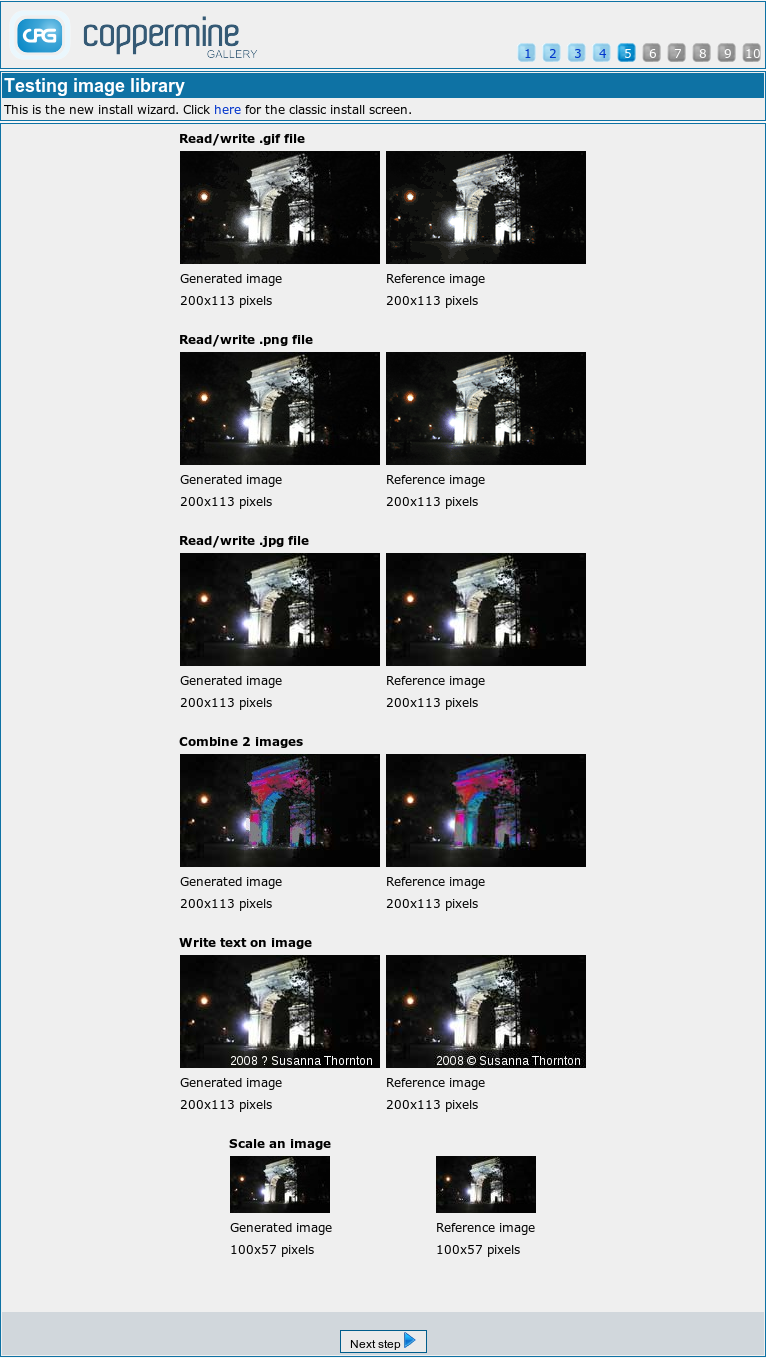 CPG coppermine
GALLERY
1 2 3 4 5 6 7 8 9 10
Testing image library
This is the new install wizard. Click here for the classic install screen.
Read/write .gif file
Generated image Reference image
200x113 pixels 200x113 pixels
Read/write .png file
Generated image Reference image
200x113 pixels 200x113 pixels
Read/write .jpg file
Generated image Reference image
200x113 pixels 200x113 pixels
Combine 2 images
Generated image Reference image
200x113 pixels 200x113 pixels
Write text on image
2008 ? Susanna Thornton 2008 © Susanna Thornton
Generated image Reference image
200x113 pixels 200x113 pixels
Scale an image
Generated image Reference image
100x57 pixels 100x57 pixels
Next step